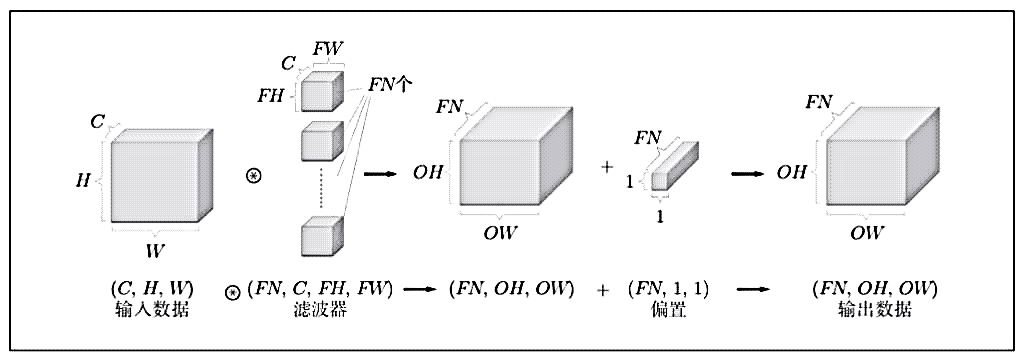 FW
C
FH
FN个
C
H
W
⊛
FN
OH
OW
+
FN
1
1
FN
OH
OW
(C, H, W) ⊛ (FN, C, FH, FW) → (FN, OH, OW) + (FN, 1, 1) → (FN, OH, OW)
输入数据 滤波器 偏置 输出数据